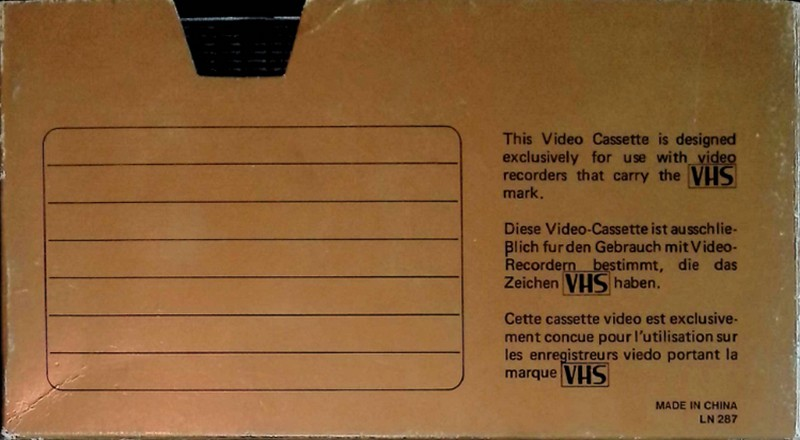 This Video Cassette is designed
exclusively for use with video
recorders that carry the VHS
mark.
Diese Video-Cassette ist ausschlie-
βlich fur den Gebrauch mit Video-
Recordern bestimmt, die das
Zeichen VHS haben.
Cette cassette video est exclusive-
ment concue pour l'utilisation sur
les enregistreurs viedo portant la
marque VHS
MADE IN CHINA
LN 287